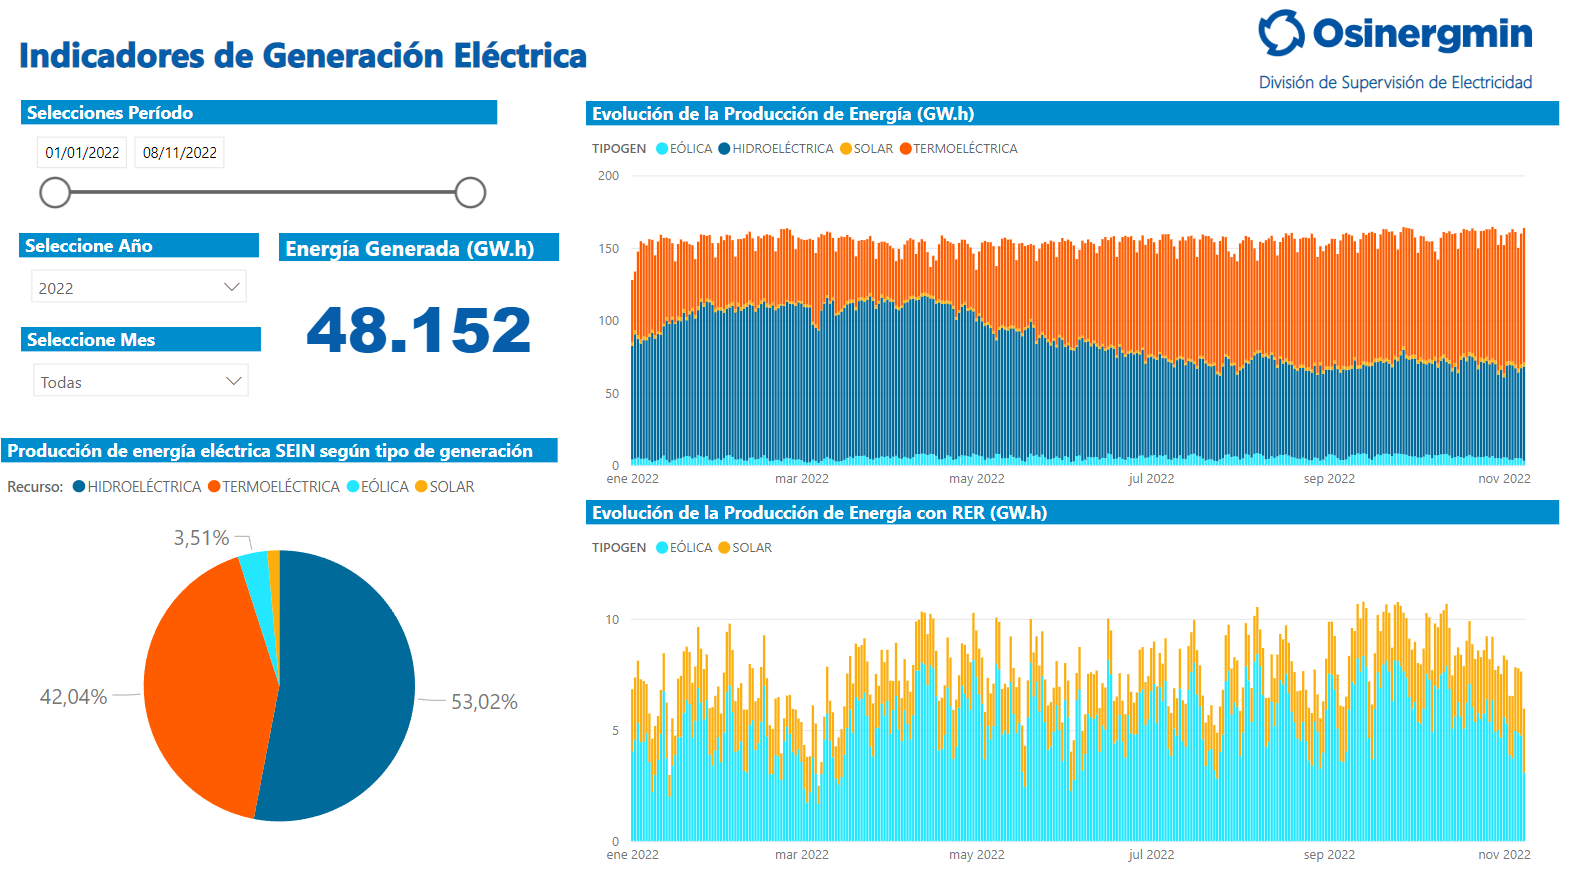 Indicadores de Generación Eléctrica
Osinergmin
División de Supervisión de Electricidad
Selecciones Período
01/01/2022 08/11/2022
Seleccione Año
2022
Seleccione Mes
Todas
Energía Generada (GW.h)
48.152
Producción de energía eléctrica SEIN según tipo de generación
Recurso: HIDROELÉCTRICA TERMOELÉCTRICA EÓLICA SOLAR
3,51%
42,04%
53,02%
Evolución de la Producción de Energía (GW.h)
TIPOGEN EÓLICA HIDROELÉCTRICA SOLAR TERMOELÉCTRICA
200
150
100
50
0
ene 2022 mar 2022 may 2022 jul 2022 sep 2022 nov 2022
Evolución de la Producción de Energía con RER (GW.h)
TIPOGEN EÓLICA SOLAR
10
5
0
ene 2022 mar 2022 may 2022 jul 2022 sep 2022 nov 2022